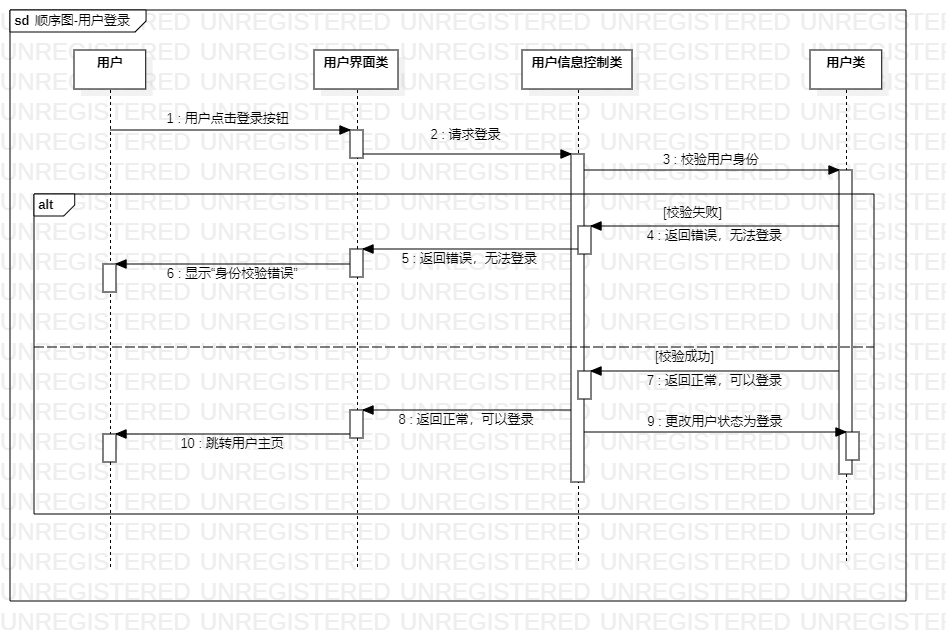 sd 顺序图-用户登录
用户
用户界面类
用户信息控制类
用户类
1 : 用户点击登录按钮
2 : 请求登录
3 : 校验用户身份
alt
[校验失败]
4 : 返回错误，无法登录
5 : 返回错误，无法登录
6 : 显示“身份校验错误”
[校验成功]
7 : 返回正常，可以登录
8 : 返回正常，可以登录
9 : 更改用户状态为登录
10 : 跳转用户主页
UNREGISTERED